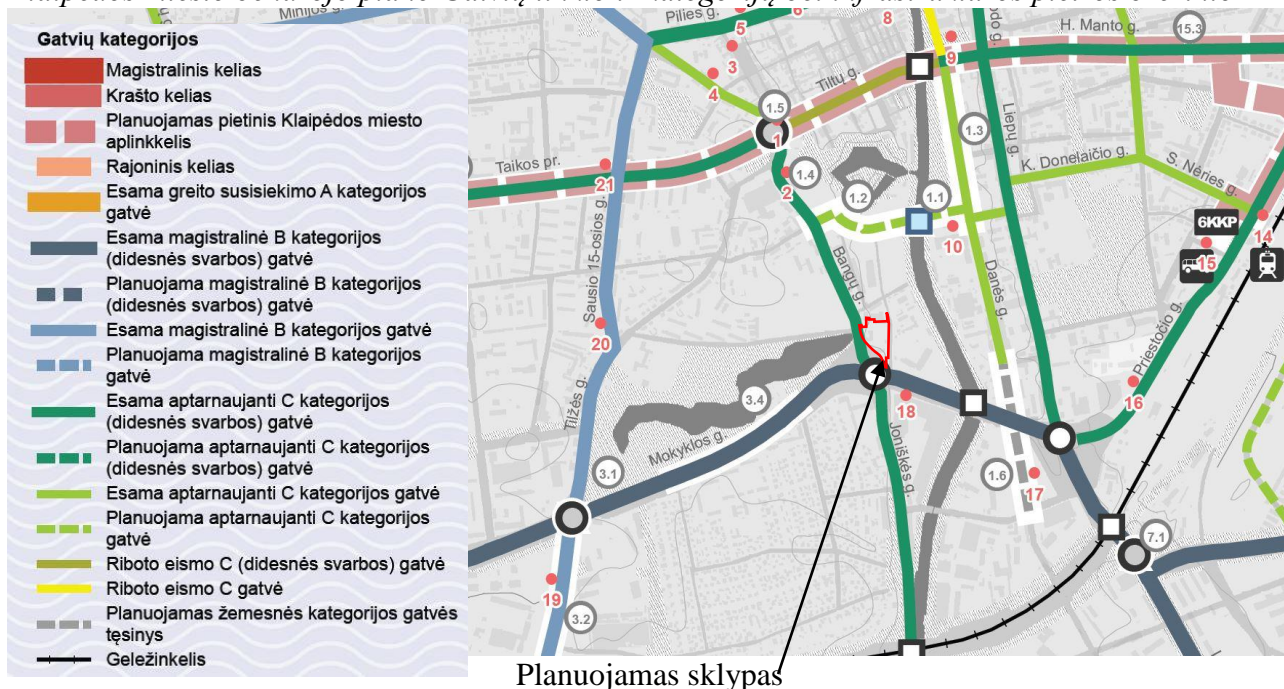 Minijos g.
Gatvių kategorijos
Magistralinis kelias
Krašto kelias
Planuojamas pietinis Klaipėdos miesto
aplinkkelis
Rajoninis kelias
Esama greito susisiekimo A kategorijos
gatvė
Esama magistralinė B kategorijos
(didesnės svarbos) gatvė
Planuojama magistralinė B kategorijos
(didesnės svarbos) gatvė
Esama magistralinė B kategorijos gatvė
Planuojama magistralinė B kategorijos
gatvė
Esama aptarnaujanti C kategorijos
(didesnės svarbos) gatvė
Planuojama aptarnaujanti C kategorijos
(didesnės svarbos) gatvė
Esama aptarnaujanti C kategorijos gatvė
Planuojama aptarnaujanti C kategorijos
gatvė
Riboto eismo C (didesnės svarbos) gatvė
Riboto eismo C gatvė
Planuojamas žemesnės kategorijos gatvės
tęsinys
Geležinkelis
Pilies g.
5
6
8
H. Manto g.
15.3
3
9
4
Tiltų g.
1.5
1
Liepų g.
1.3
Taikos pr.
21
1.4
2
1.2
1.1
K. Donelaičio g.
S. Nėries g.
10
6KKP
14
15
Bangų g.
Danės g.
Sausio 15-osios g.
20
Priestočio g.
Tilžės g.
3.4
18
16
Mokyklos g.
3.1
Joniškės g.
1.6
17
7.1
19
3.2
Planuojamas sklypas